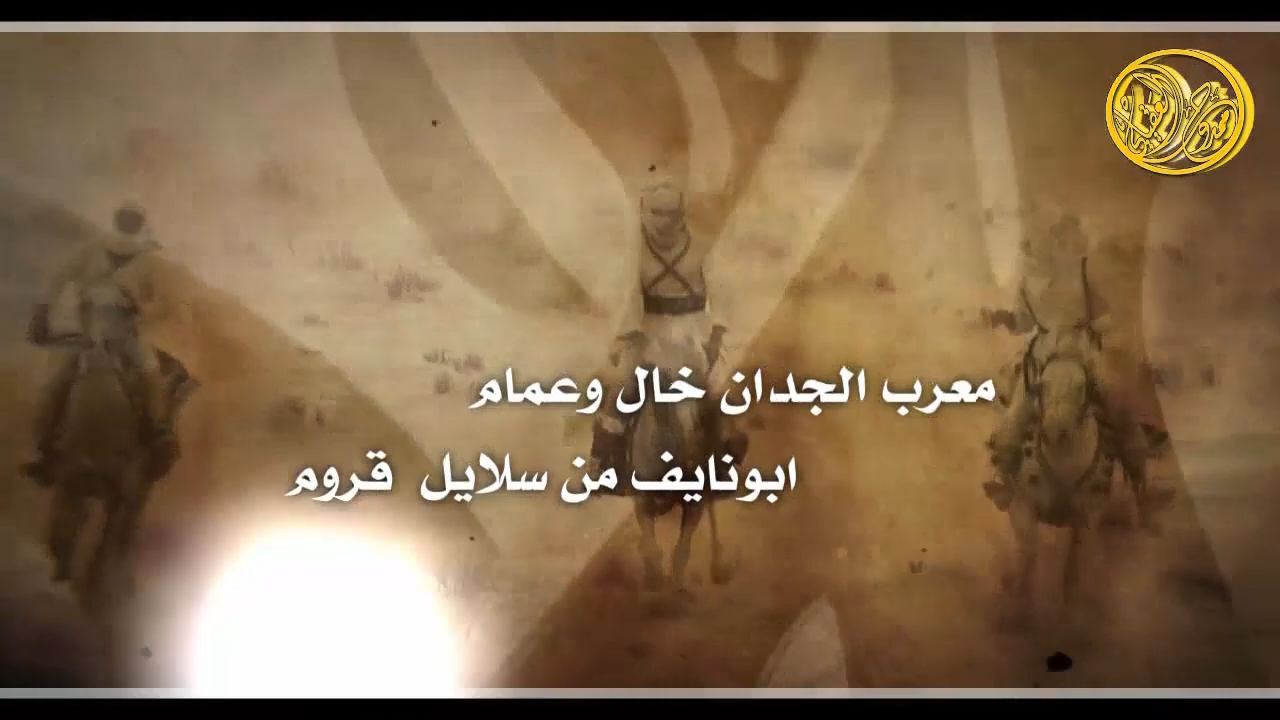 معرب الجدان خال وعمام
ابونايف من سلايل قروم